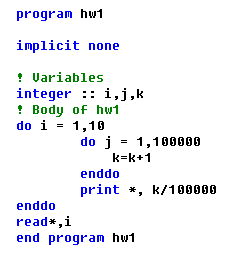 program hw1
implicit none
! Variables
integer :: i,j,k
! Body of hw1
do i = 1,10
do j = 1,100000
k=k+1
enddo
print *, k/100000
enddo
read*,i
end program hw1